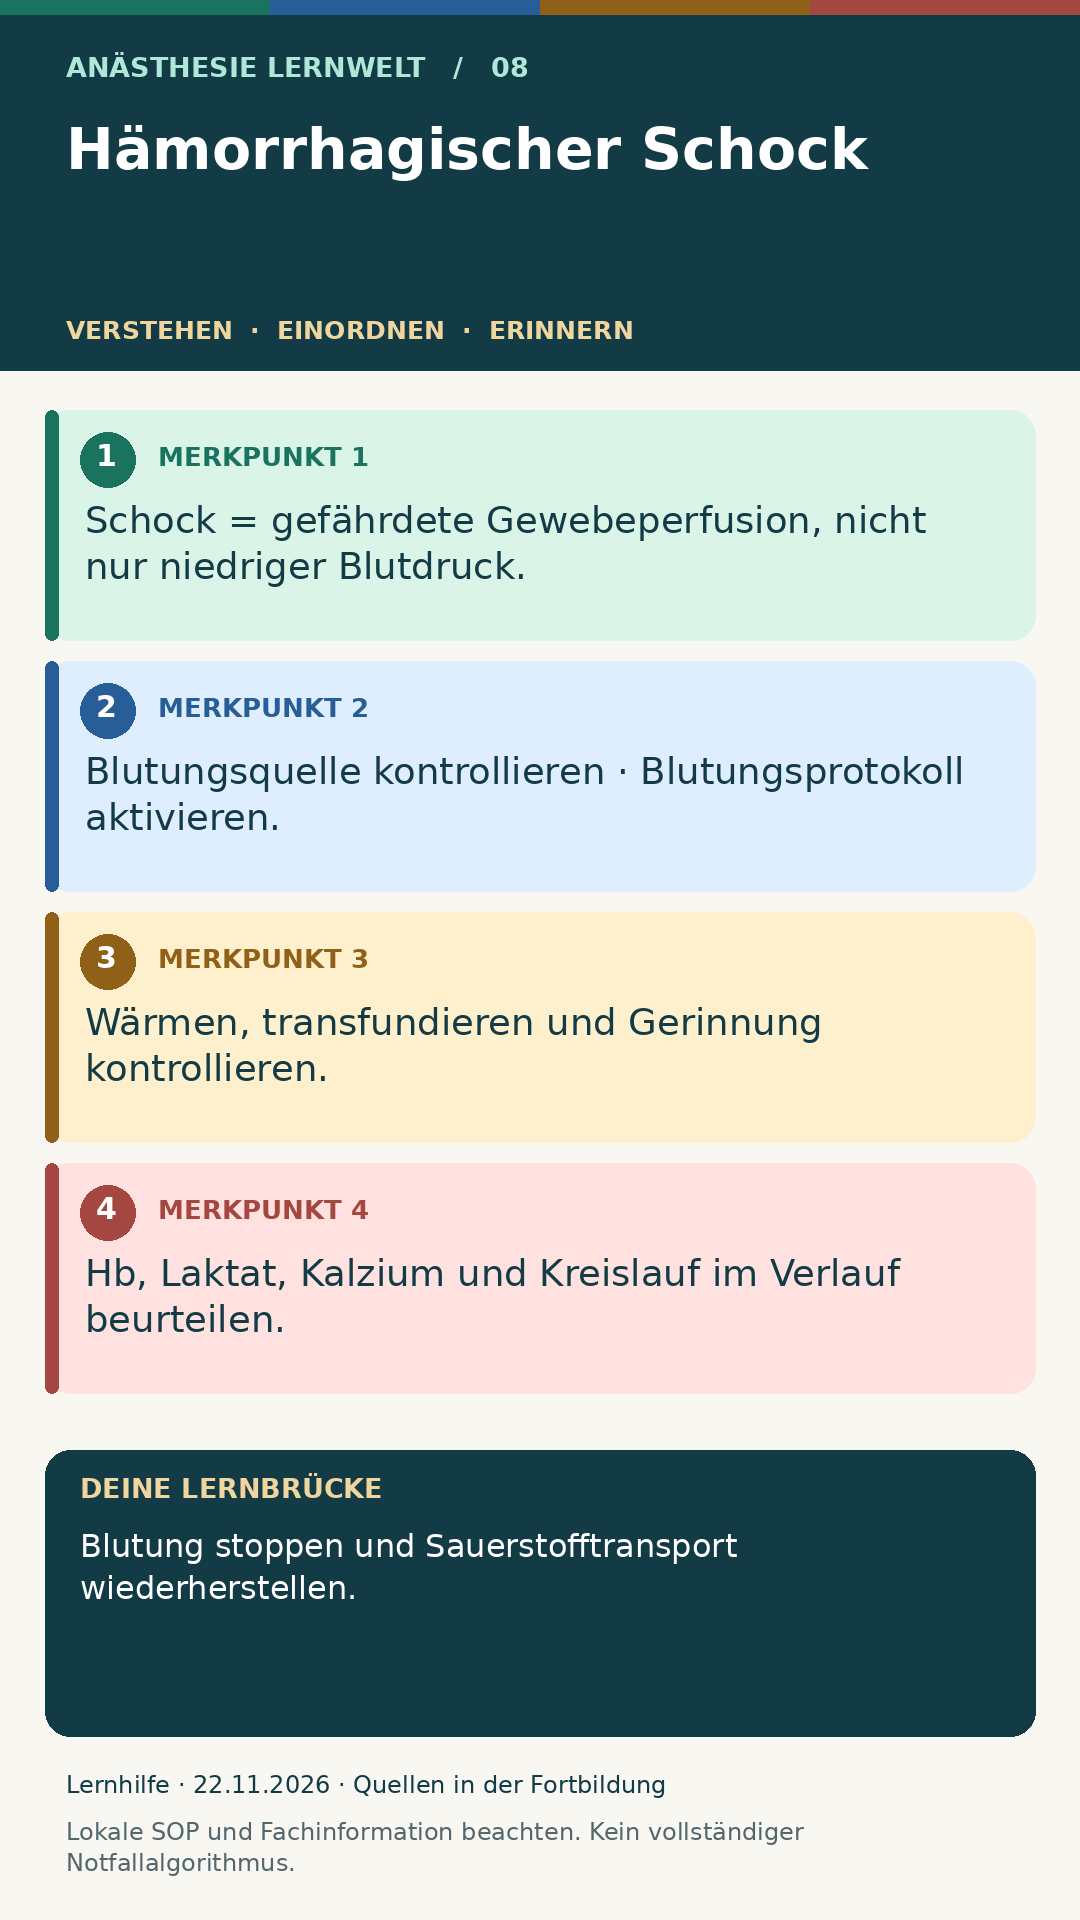 ANÄSTHESIE LERNWELT / 08
Hämorrhagischer Schock
VERSTEHEN · EINORDNEN · ERINNERN
1 MERKPUNKT 1
Schock = gefährdete Gewebeperfusion, nicht
nur niedriger Blutdruck.
2 MERKPUNKT 2
Blutungsquelle kontrollieren · Blutungsprotokoll
aktivieren.
3 MERKPUNKT 3
Wärmen, transfundieren und Gerinnung
kontrollieren.
4 MERKPUNKT 4
Hb, Laktat, Kalzium und Kreislauf im Verlauf
beurteilen.
DEINE LERNBRÜCKE
Blutung stoppen und Sauerstofftransport
wiederherstellen.
Lernhilfe · 22.11.2026 · Quellen in der Fortbildung
Lokale SOP und Fachinformation beachten. Kein vollständiger
Notfallalgorithmus.